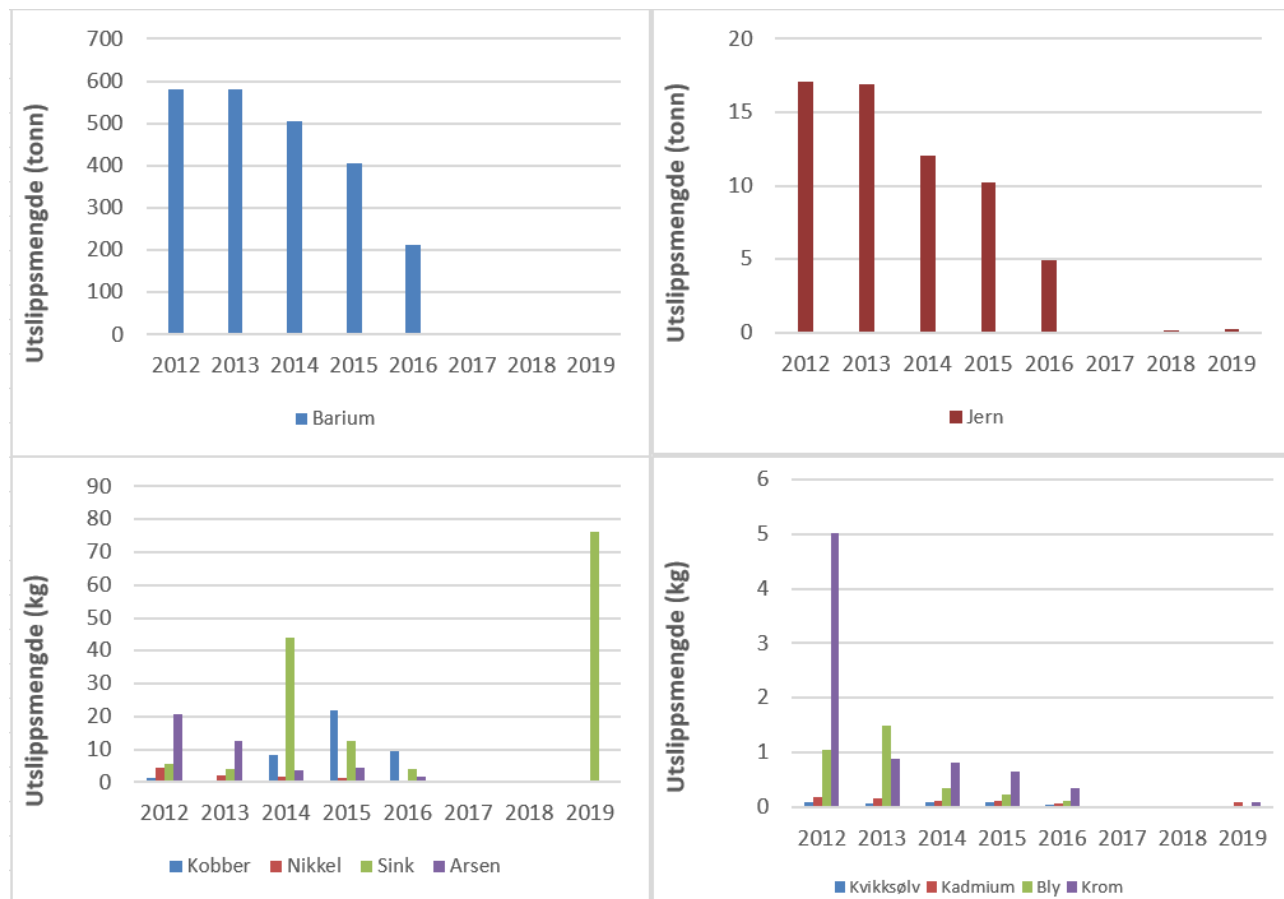 Utslippsmengde (tonn)
700
600
500
400
300
200
100
0
2012 2013 2014 2015 2016 2017 2018 2019
Barium
Utslippsmengde (tonn)
20
15
10
5
0
2012 2013 2014 2015 2016 2017 2018 2019
Jern
Utslippsmengde (kg)
90
80
70
60
50
40
30
20
10
0
2012 2013 2014 2015 2016 2017 2018 2019
Kobber Nikkel Sink Arsen
Utslippsmengde (kg)
6
5
4
3
2
1
0
2012 2013 2014 2015 2016 2017 2018 2019
Kvikksølv Kadmium Bly Krom